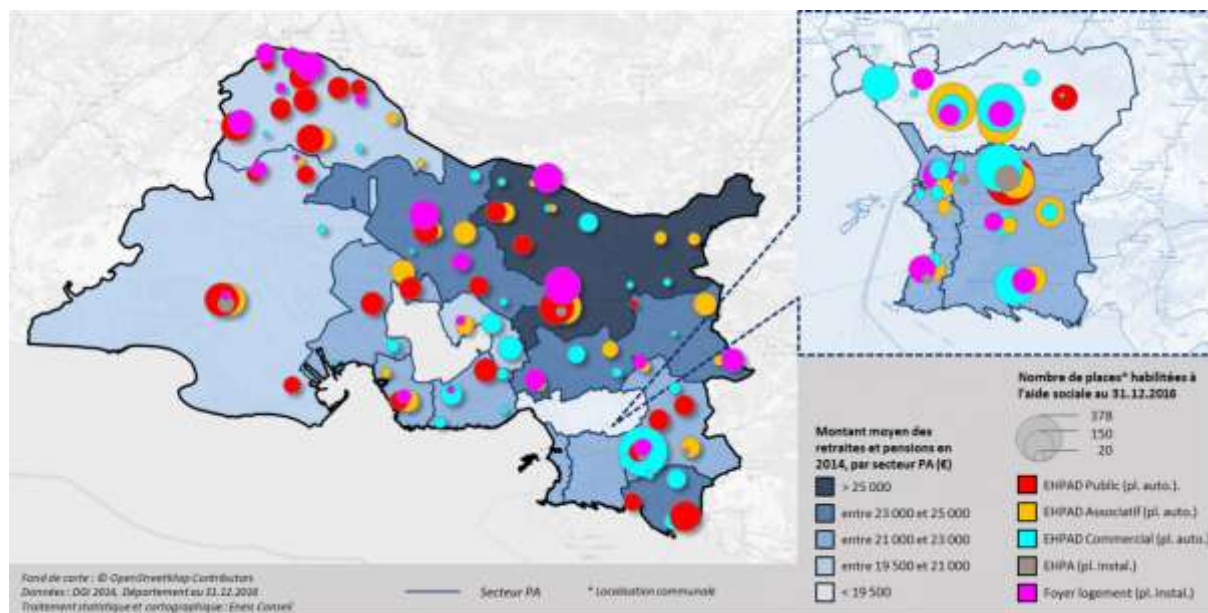 Montant moyen des
retraites et pensions en
2014, par secteur PA (€)
> 25 000
entre 23 000 et 25 000
entre 21 000 et 23 000
entre 19 500 et 21 000
< 19 500
Nombre de places* habilitées à
l'aide sociale au 31.12.2016
378
150
20
EHPAD Public (pl. auto.).
EHPAD Associatif (pl. auto.)
EHPAD Commercial (pl. auto.)
EHPA (pl. instal.)
Foyer logement (pl. instal.)
Fond de carte : © OpenStreetMap Contributors
Données : DGI 2014, Département au 31.12.2016
Traitement statistique et cartographique : Eneis Conseil
Secteur PA
* Localisation communale